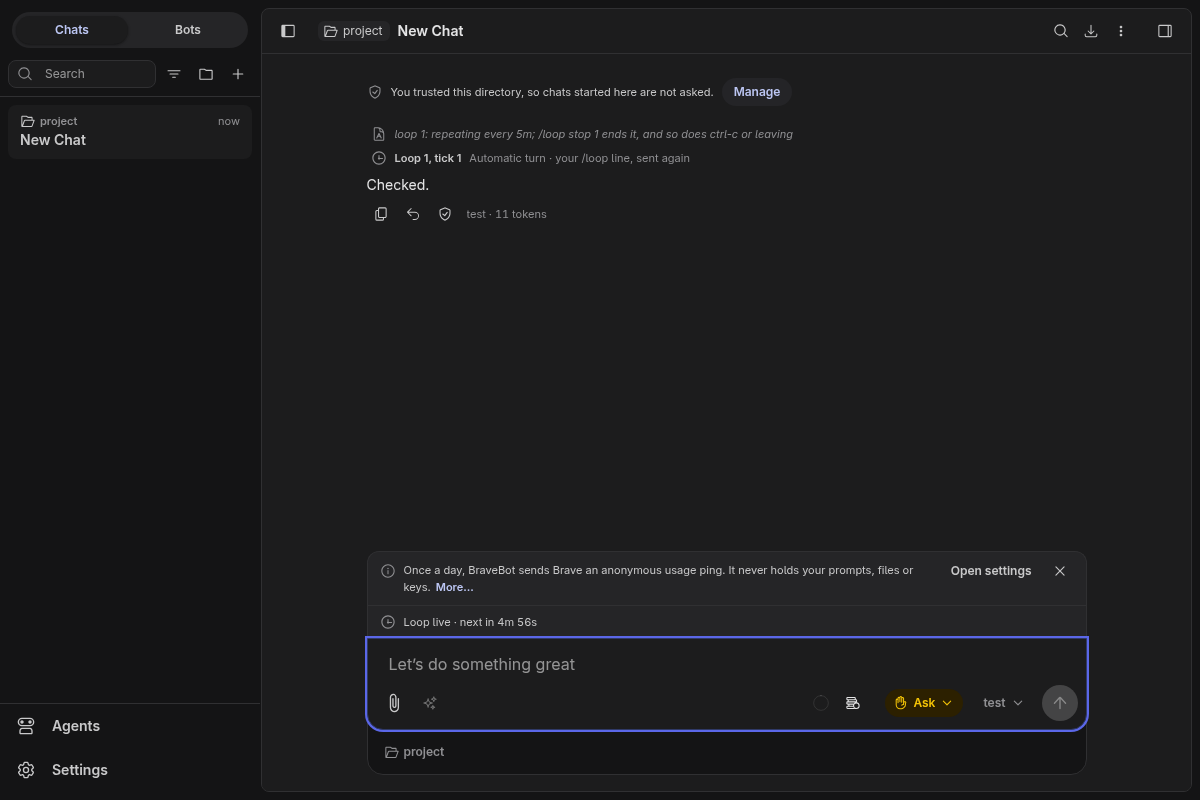 Chats
Bots
Search
project
now
New Chat
Agents
Settings
project
New Chat
You trusted this directory, so chats started here are not asked.
Manage
loop 1: repeating every 5m; /loop stop 1 ends it, and so does ctrl-c or leaving
Loop 1, tick 1 Automatic turn · your /loop line, sent again
Checked.
test · 11 tokens
Once a day, BraveBot sends Brave an anonymous usage ping. It never holds your prompts, files or
keys. More...
Open settings
Loop live · next in 4m 56s
Let's do something great
Ask
test
project